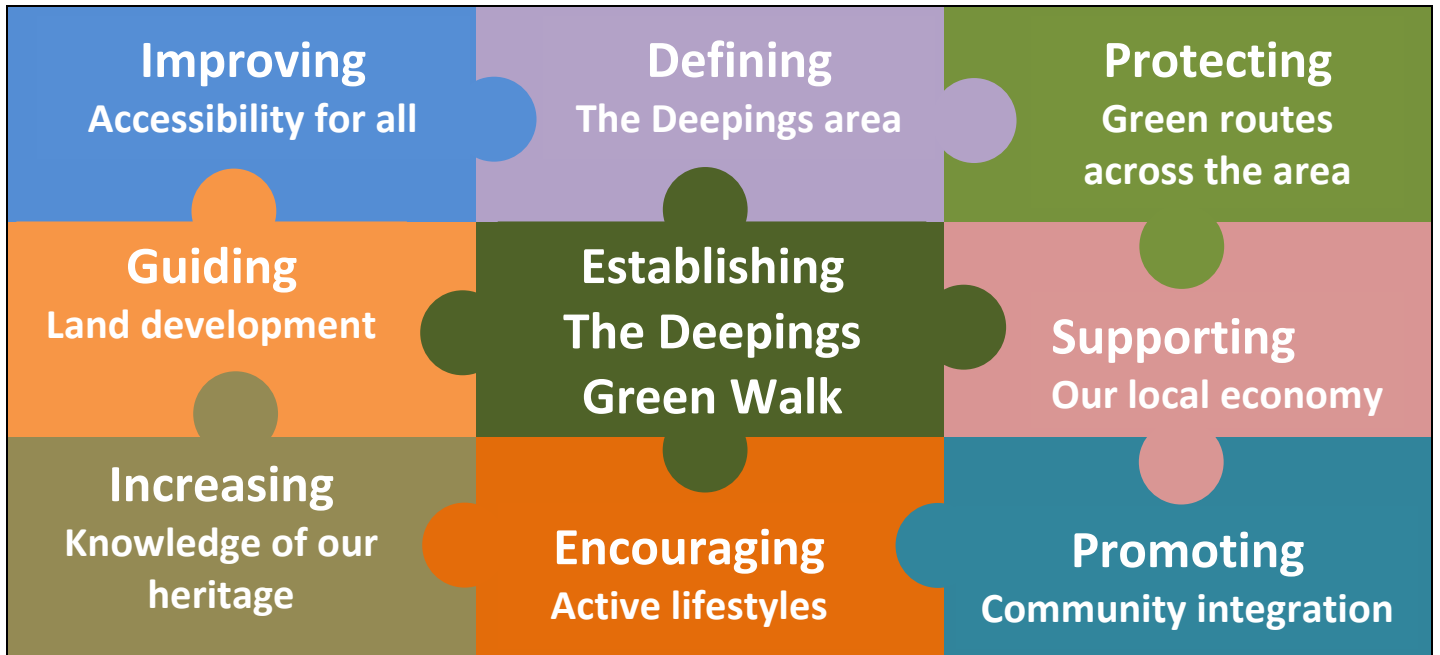 Improving
Accessibility for all
Defining
The Deepings area
Protecting
Green routes
across the area
Guiding
Land development
Establishing
The Deepings
Green Walk
Supporting
Our local economy
Increasing
Knowledge of our
heritage
Encouraging
Active lifestyles
Promoting
Community integration